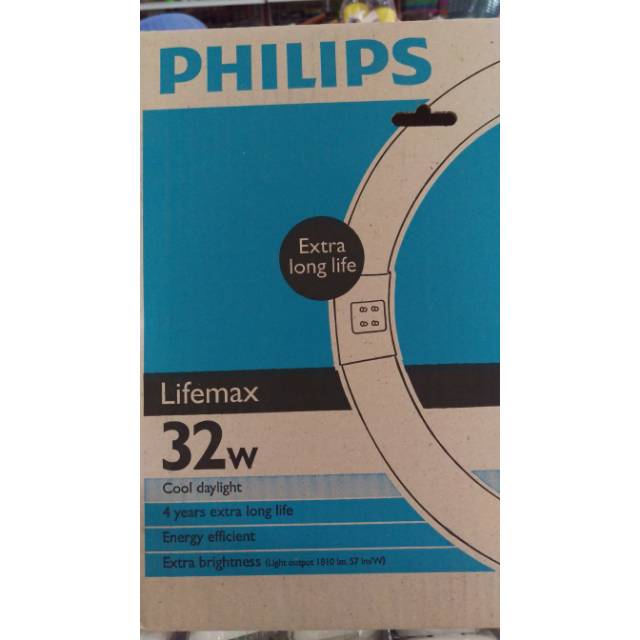 PHILIPS
Extra
long life
Lifemax
32w
Cool daylight
4 years extra long life
Energy efficient
Extra brightness (Light output 1810 lm, 57 lm/W)